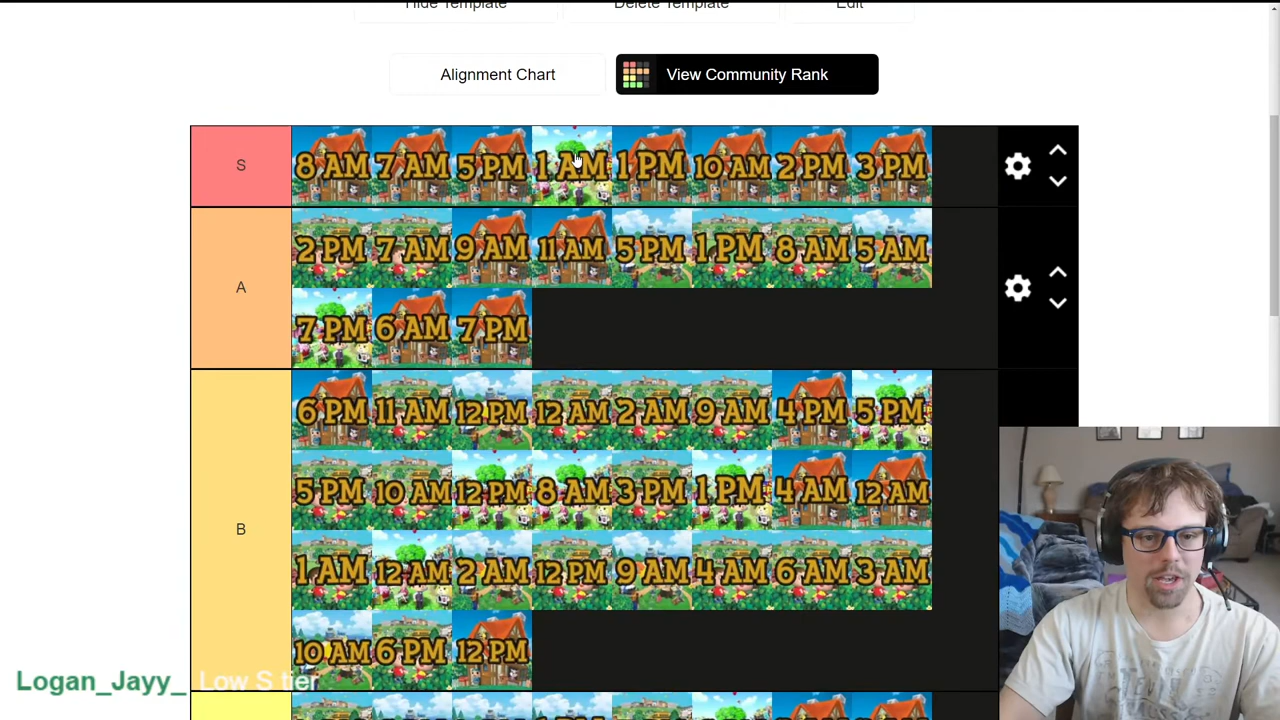 Hide Template Delete Template Edit
Alignment Chart View Community Rank
S 8 AM 7 AM 5 PM 1 AM 1 PM 10 AM 2 PM 3 PM
A 2 PM 7 AM 9 AM 11 AM 5 PM 1 PM 8 AM 5 AM
7 PM 6 AM 7 PM
B 6 PM 11 AM 12 PM 12 AM 2 AM 9 AM 4 PM 5 PM
5 PM 10 AM 12 PM 8 AM 3 PM 1 PM 4 AM 12 AM
1 AM 12 AM 2 AM 12 PM 9 AM 4 AM 6 AM 3 AM
10 AM 6 PM 12 PM
Logan_Jayy_ Low S tier